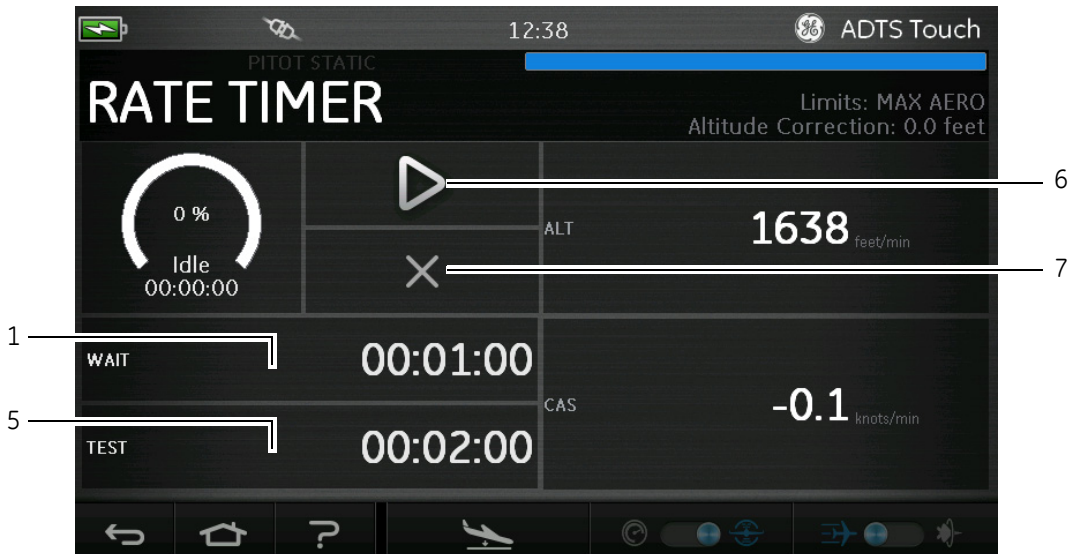 12:38
ADTS Touch
PITOT STATIC
RATE TIMER
Limits: MAX AERO
Altitude Correction: 0.0 feet
0 %
Idle
00:00:00
6
ALT
1638 feet/min
7
1
WAIT
00:01:00
CAS
-0.1 knots/min
5
TEST
00:02:00
?